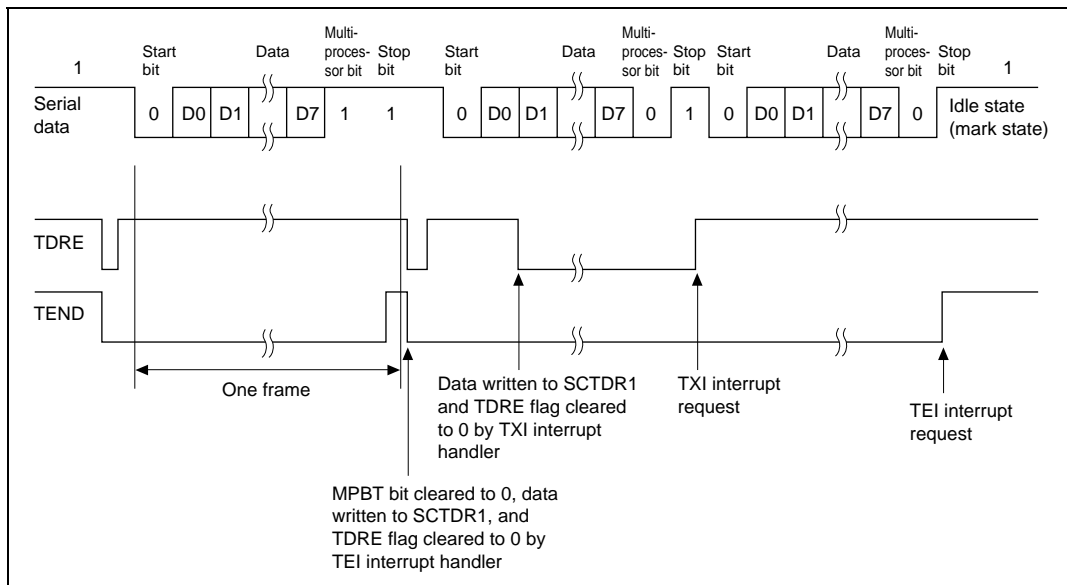 Multi-
proces-
sor bit
Multi-
proces-
sor bit
Multi-
proces-
sor bit
1
Start
bit
Data
Stop
bit
Start
bit
Data
Stop
bit
Start
bit
Data
Stop
bit
1
Serial
data
0 D0 D1 D7 1 1 0 D0 D1 D7 0 1 0 D0 D1 D7 0
Idle state
(mark state)
TDRE
TEND
One frame
Data written to SCTDR1
and TDRE flag cleared
to 0 by TXI interrupt
handler
TXI interrupt
request
TEI interrupt
request
MPBT bit cleared to 0, data
written to SCTDR1, and
TDRE flag cleared to 0 by
TEI interrupt handler